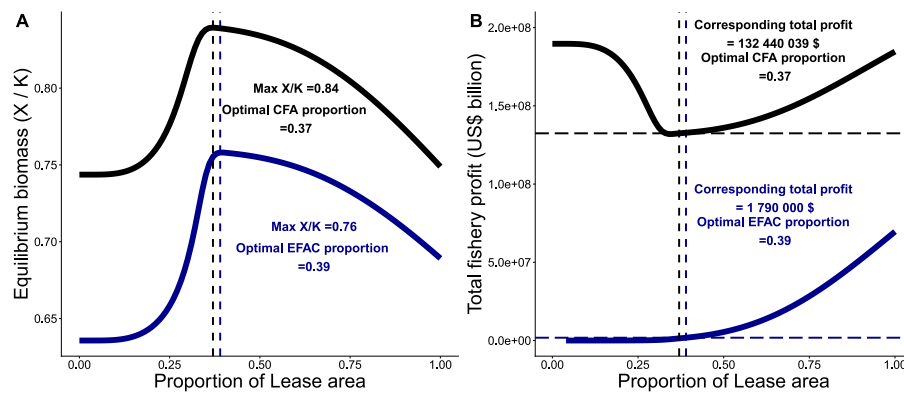 A
Equilibrium biomass (X / K)
0.80
0.75
0.70
0.65
Max X/K =0.84
Optimal CFA proportion
=0.37
Max X/K =0.76
Optimal EFAC proportion
=0.39
0.00 0.25 0.50 0.75 1.00
Proportion of Lease area
B
Total fishery profit (US$ billion)
2.0e+08
1.5e+08
1.0e+08
5.0e+07
0.0e+00
Corresponding total profit
= 132 440 039 $
Optimal CFA proportion
=0.37
Corresponding total profit
= 1 790 000 $
Optimal EFAC proportion
=0.39
0.00 0.25 0.50 0.75 1.00
Proportion of Lease area